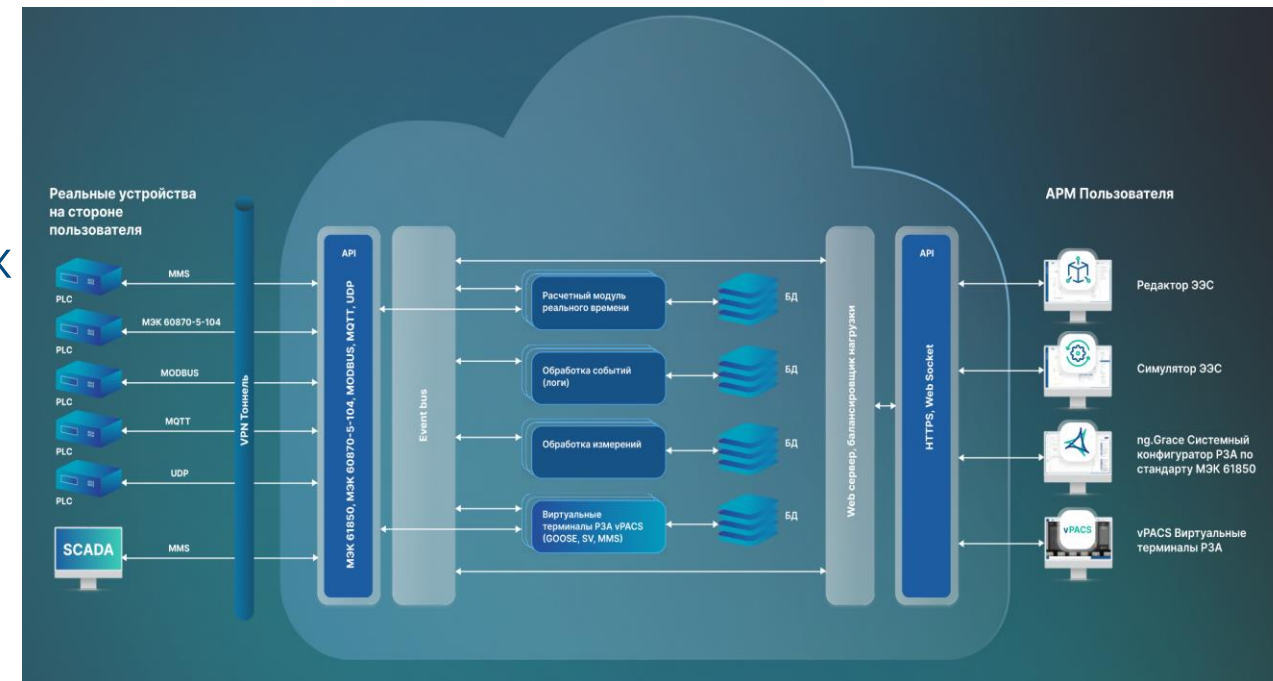 х
Реальные устройства
на стороне
пользователя
PLC
MMS
PLC
МЭК 60870-5-104
PLC
MODBUS
PLC
MQTT
PLC
UDP
SCADA
MMS
VPN Тоннель
API
МЭК 61850, МЭК 60870-5-104, MODBUS, MQTT, UDP
Event bus
Расчетный модуль
реального времени
БД
Обработка событий
(логи)
БД
Обработка измерений
БД
Виртуальные
терминалы РЗА vPACS
(GOOSE, SV, MMS)
БД
Web сервер, балансировщик нагрузки
API
HTTPS, Web Socket
АРМ Пользователя
Редактор ЭЭС
Симулятор ЭЭС
ng.Grace Системный
конфигуратор РЗА по
стандарту МЭК 61850
vPACS
vPACS Виртуальные
терминалы РЗА